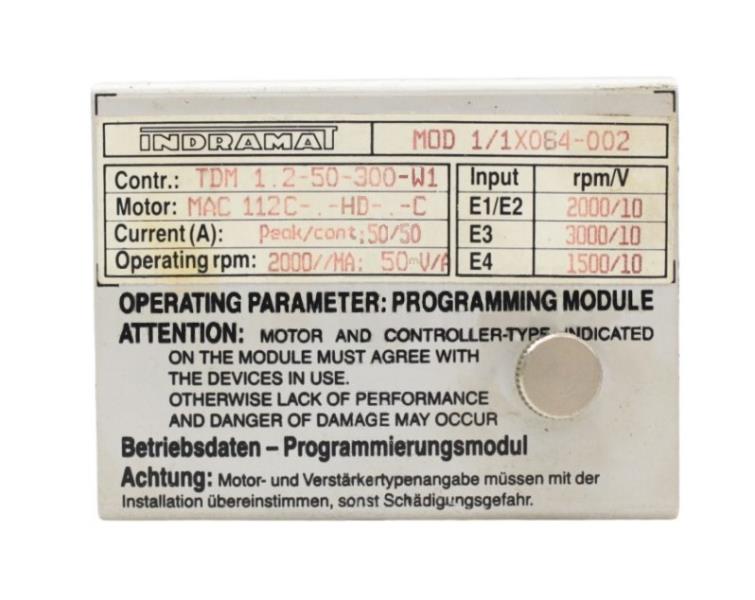 INDRAMAT MOD 1/1X064-002
Contr.: TDM 1.2-50-300-W1 Input rpm/V
Motor: MAC 112C-.-HD-.-C E1/E2 2000/10
Current (A): Peak/cont:50/50 E3 3000/10
Operating rpm: 2000//MA: 50mV/A E4 1500/10
OPERATING PARAMETER: PROGRAMMING MODULE
ATTENTION: MOTOR AND CONTROLLER-TYPE INDICATED
ON THE MODULE MUST AGREE WITH
THE DEVICES IN USE.
OTHERWISE LACK OF PERFORMANCE
AND DANGER OF DAMAGE MAY OCCUR
Betriebsdaten – Programmierungsmodul
Achtung: Motor- und Verstärkertypenangabe müssen mit der
Installation übereinstimmen, sonst Schädigungsgefahr.